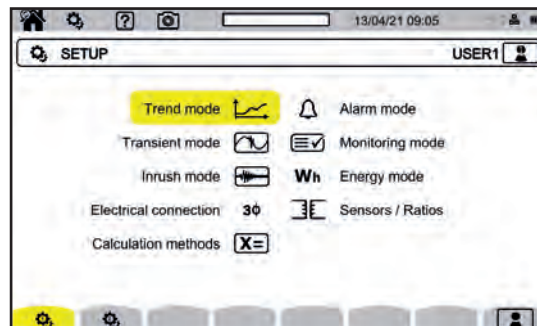 ? 13/04/21 09:05
SETUP USER1
Trend mode Alarm mode
Transient mode Monitoring mode
Inrush mode Wh Energy mode
Electrical connection 3φ Sensors / Ratios
Calculation methods X=